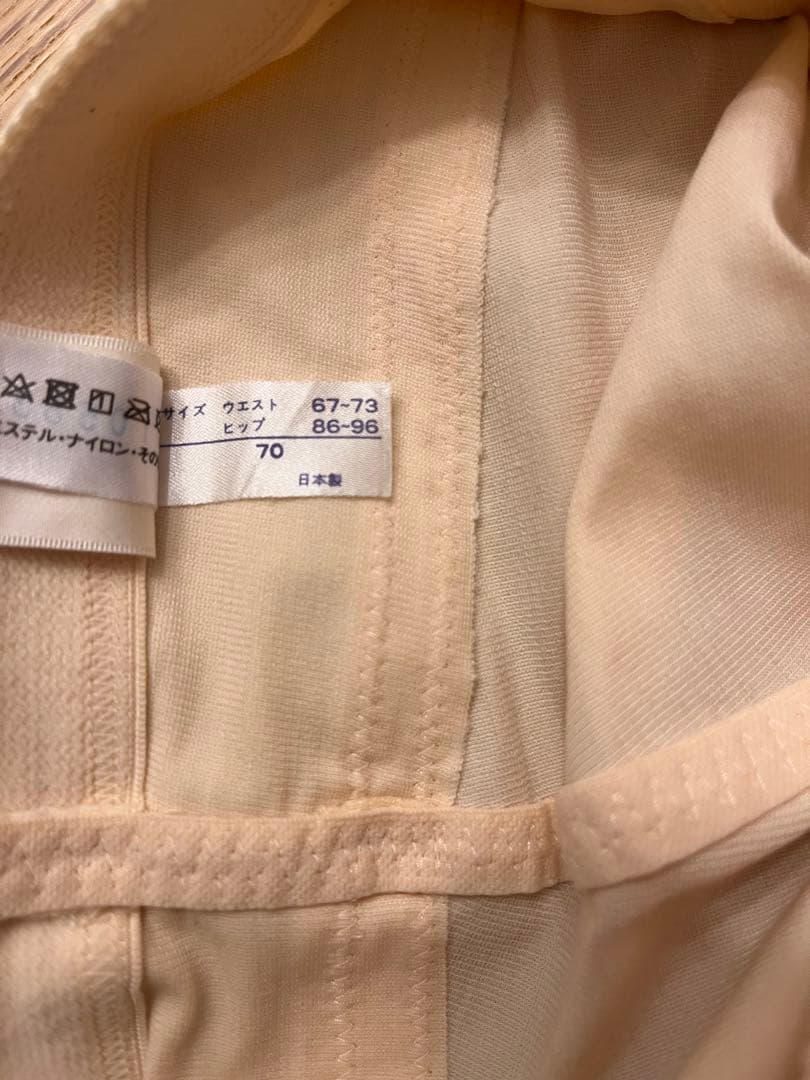 サイズ ウエスト 67~73
ヒップ 86~96
70
日本製
ステル・ナイロン・その